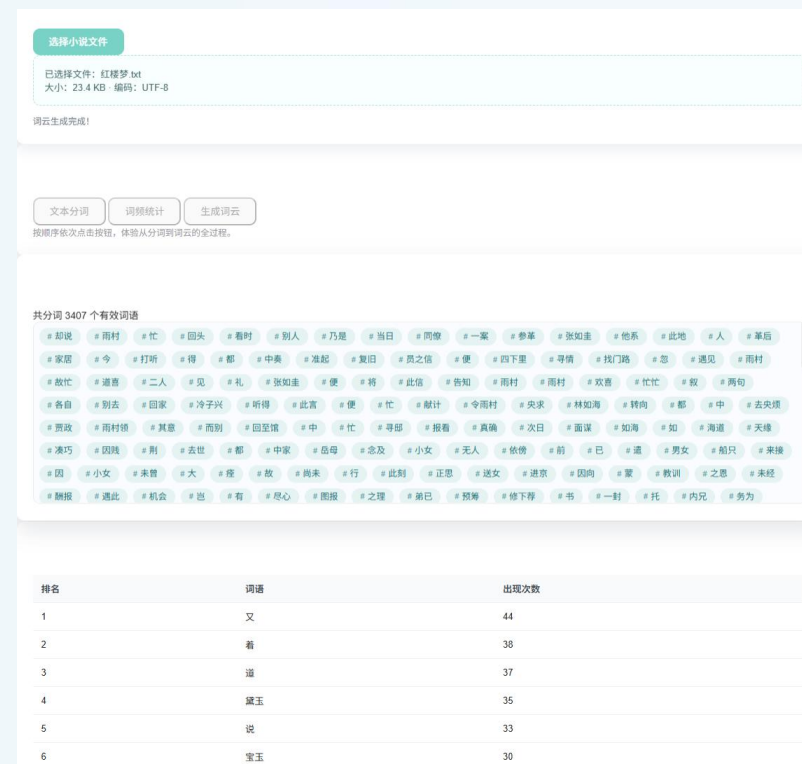 选择小说文件
已选择文件：红楼梦.txt
大小：23.4 KB · 编码：UTF-8
词云生成完成！
文本分词 词频统计 生成词云
按顺序依次点击按钮，体验从分词到词云的全过程。
共分词 3407 个有效词语
# 却说 # 雨村 # 忙 # 回头 # 看时 # 别人 # 乃是 # 当日 # 同僚 # 一案 # 参革 # 张如圭 # 他系 # 此地 # 人 # 革后
# 家居 # 今 # 打听 # 得 # 都 # 中奏 # 准起 # 复旧 # 员之信 # 便 # 四下里 # 寻情 # 找门路 # 忽 # 遇见 # 雨村
# 故忙 # 道喜 # 二人 # 见 # 礼 # 张如圭 # 便 # 将 # 此信 # 告知 # 雨村 # 雨村 # 欢喜 # 忙忙 # 叙 # 两句
# 各自 # 别去 # 回家 # 冷子兴 # 听得 # 此言 # 便 # 忙 # 献计 # 令雨村 # 央求 # 林如海 # 转向 # 都 # 中 # 去央烦
# 贾政 # 雨村领 # 其意 # 而别 # 回至馆 # 中 # 忙 # 寻邸 # 报看 # 真确 # 次日 # 面谋 # 如海 # 如 # 海道 # 天缘
# 凑巧 # 因贱 # 荆 # 去世 # 都 # 中家 # 岳母 # 念及 # 小女 # 无人 # 依傍 # 前 # 已 # 遣 # 男女 # 船只 # 来接
# 因 # 小女 # 未曾 # 大 # 痊 # 故 # 尚未 # 行 # 此刻 # 正思 # 送女 # 进京 # 因向 # 蒙 # 教训 # 之恩 # 未经
# 酬报 # 遇此 # 机会 # 岂 # 有 # 尽心 # 图报 # 之理 # 弟已 # 预筹 # 修下荐 # 书 # 一封 # 托 # 内兄 # 务为
排名 词语 出现次数
1 又 44
2 着 38
3 道 37
4 黛玉 35
5 说 33
6 宝玉 30